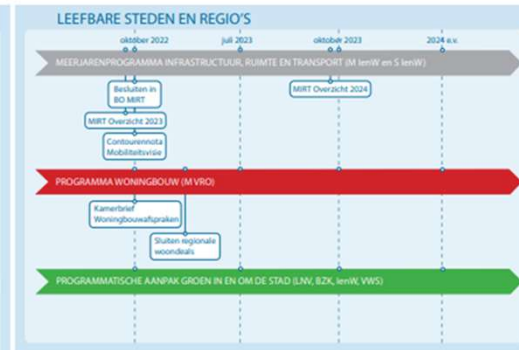 LEEFBARE STEDEN EN REGIO'S
oktober 2022 juli 2023 oktober 2023 2024 e.v.
MEERJARENPROGRAMMA INFRASTRUCTUUR, RUIMTE EN TRANSPORT (M IenW en S IenW)
Besluiten in
BO MIRT
MIRT Overzicht 2024
MIRT Overzicht 2023
Contourennota
Mobiliteitsvisie
PROGRAMMA WONINGBOUW (M VRO)
Kamerbrief
Woningbouwafspraken
Sluiten regionale
woondeals
PROGRAMMATISCHE AANPAK GROEN IN EN OM DE STAD (LNV, BZK, IenW, VWS)